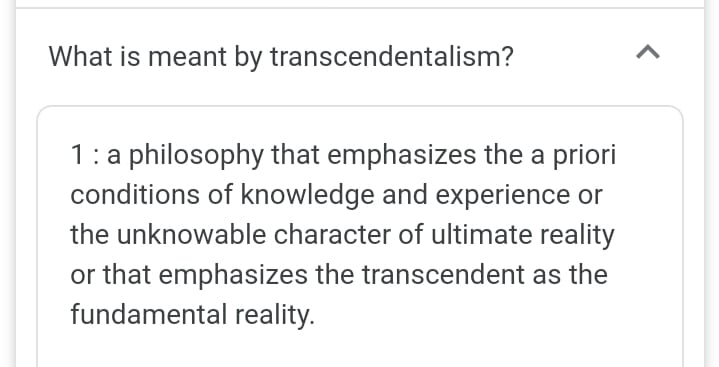 What is meant by transcendentalism?
1 : a philosophy that emphasizes the a priori
conditions of knowledge and experience or
the unknowable character of ultimate reality
or that emphasizes the transcendent as the
fundamental reality.